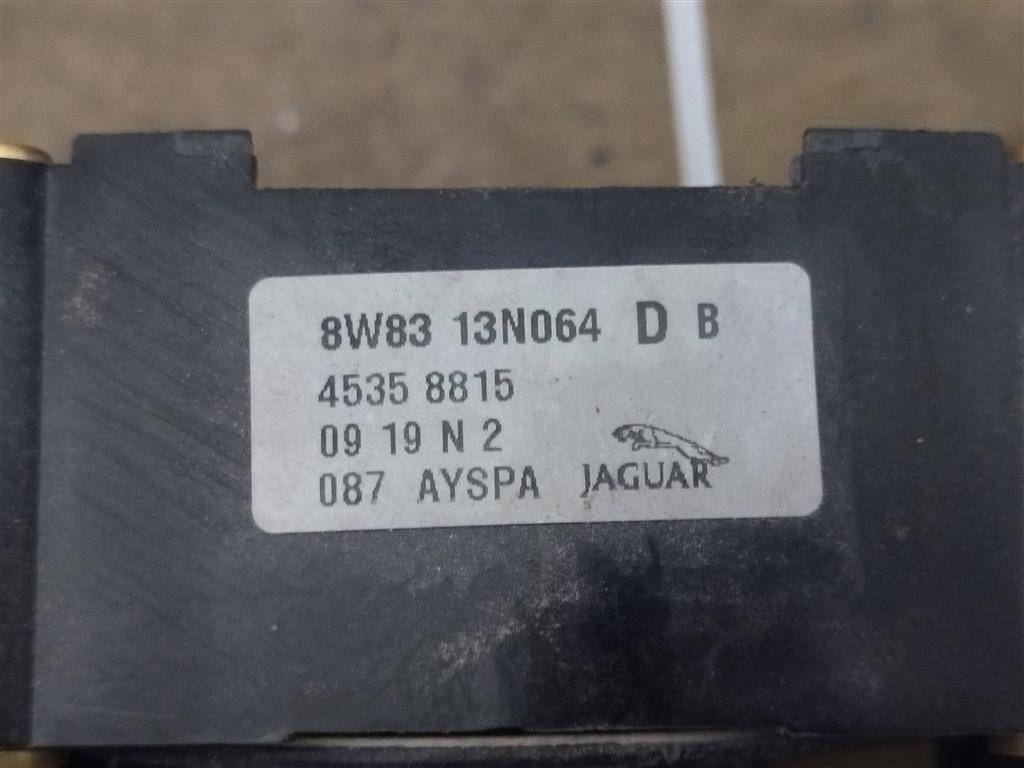 8W83 13N064 D B
4535 8815
09 19 N 2
087 AYSPA JAGUAR